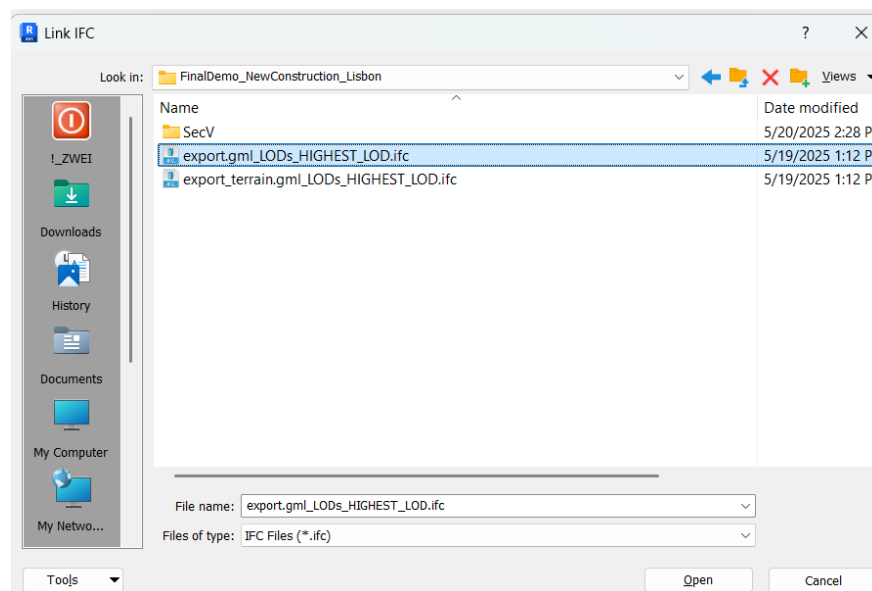 Link IFC
? ×
Look in: FinalDemo_NewConstruction_Lisbon Views
Name Date modified
SecV 5/20/2025 2:28 P
export.gml_LODs_HIGHEST_LOD.ifc 5/19/2025 1:12 P
export_terrain.gml_LODs_HIGHEST_LOD.ifc 5/19/2025 1:12 P
!_ZWEI
Downloads
History
Documents
My Computer
My Netwo...
File name: export.gml_LODs_HIGHEST_LOD.ifc
Files of type: IFC Files (*.ifc)
Tools Open Cancel